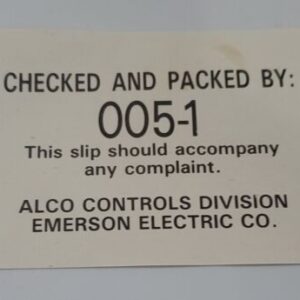 CHECKED AND PACKED BY:
005-1
This slip should accompany
any complaint.
ALCO CONTROLS DIVISION
EMERSON ELECTRIC CO.